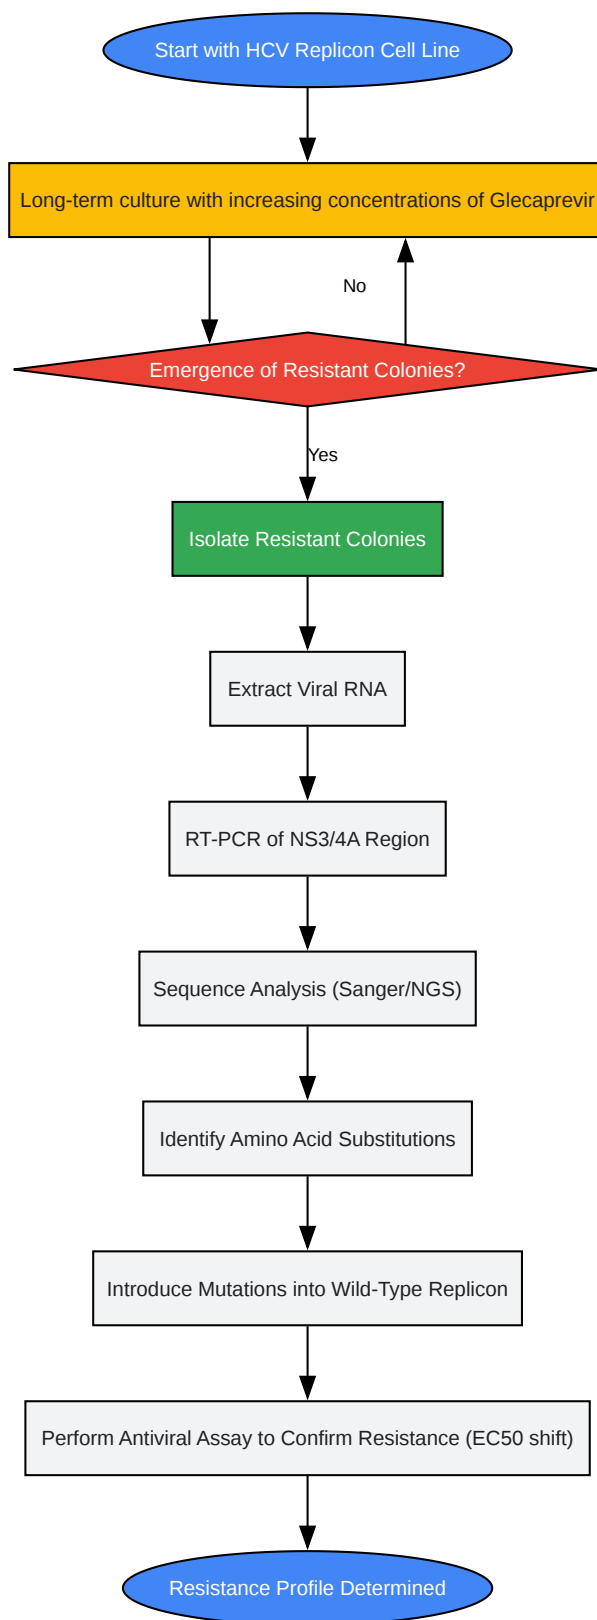 Start with HCV Replicon Cell Line
Long-term culture with increasing concentrations of Glecaprevir
No
Emergence of Resistant Colonies?
Yes
Isolate Resistant Colonies
Extract Viral RNA
RT-PCR of NS3/4A Region
Sequence Analysis (Sanger/NGS)
Identify Amino Acid Substitutions
Introduce Mutations into Wild-Type Replicon
Perform Antiviral Assay to Confirm Resistance (EC50 shift)
Resistance Profile Determined